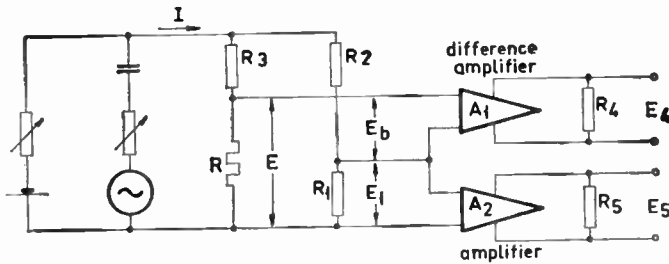 I
difference
amplifier
R3
R2
A1
R4
E4
E
Eb
R
R1
E1
A2
R5
E5
amplifier